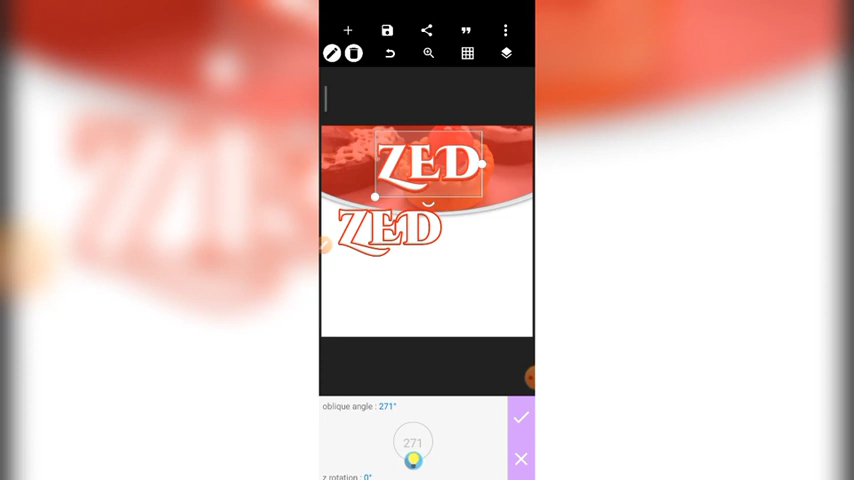 ZED
ZED
oblique angle : 271°
271
z rotation : 0°